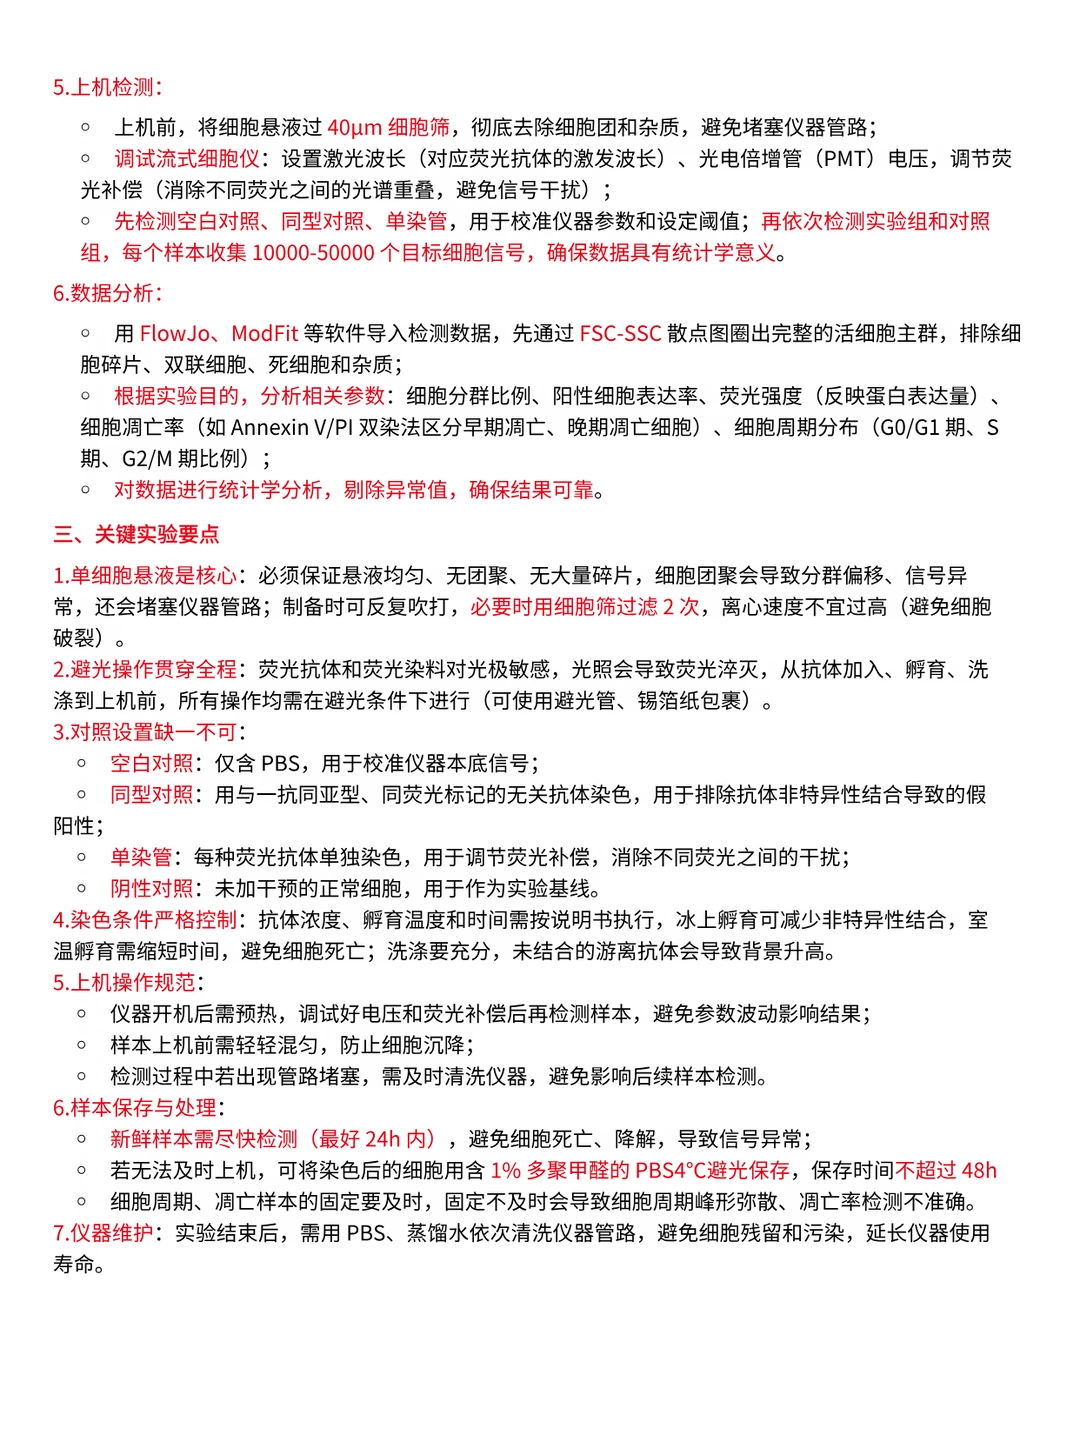 5.上机检测：
○ 上机前，将细胞悬液过 40μm 细胞筛，彻底去除细胞团和杂质，避免堵塞仪器管路；
○ 调试流式细胞仪：设置激光波长（对应荧光抗体的激发波长）、光电倍增管（PMT）电压，调节荧
光补偿（消除不同荧光之间的光谱重叠，避免信号干扰）；
○ 先检测空白对照、同型对照、单染管，用于校准仪器参数和设定阈值；再依次检测实验组和对照
组，每个样本收集 10000-50000 个目标细胞信号，确保数据具有统计学意义。
6.数据分析：
○ 用 FlowJo、ModFit 等软件导入检测数据，先通过 FSC-SSC 散点图圈出完整的活细胞主群，排除细
胞碎片、双联细胞、死细胞和杂质；
○ 根据实验目的，分析相关参数：细胞分群比例、阳性细胞表达率、荧光强度（反映蛋白表达量）、
细胞凋亡率（如 Annexin V/PI 双染法区分早期凋亡、晚期凋亡细胞）、细胞周期分布（G0/G1 期、S
期、G2/M 期比例）；
○ 对数据进行统计学分析，剔除异常值，确保结果可靠。
三、关键实验要点
1.单细胞悬液是核心：必须保证悬液均匀、无团聚、无大量碎片，细胞团聚会导致分群偏移、信号异
常，还会堵塞仪器管路；制备时可反复吹打，必要时用细胞筛过滤 2 次，离心速度不宜过高（避免细胞
破裂）。
2.避光操作贯穿全程：荧光抗体和荧光染料对光极敏感，光照会导致荧光淬灭，从抗体加入、孵育、洗
涤到上机前，所有操作均需在避光条件下进行（可使用避光管、锡箔纸包裹）。
3.对照设置缺一不可：
○ 空白对照：仅含 PBS，用于校准仪器本底信号；
○ 同型对照：用与一抗同亚型、同荧光标记的无关抗体染色，用于排除抗体非特异性结合导致的假
阳性；
○ 单染管：每种荧光抗体单独染色，用于调节荧光补偿，消除不同荧光之间的干扰；
○ 阴性对照：未加干预的正常细胞，用于作为实验基线。
4.染色条件严格控制：抗体浓度、孵育温度和时间需按说明书执行，冰上孵育可减少非特异性结合，室
温孵育需缩短时间，避免细胞死亡；洗涤要充分，未结合的游离抗体会导致背景升高。
5.上机操作规范：
○ 仪器开机后需预热，调试好电压和荧光补偿后再检测样本，避免参数波动影响结果；
○ 样本上机前需轻轻混匀，防止细胞沉降；
○ 检测过程中若出现管路堵塞，需及时清洗仪器，避免影响后续样本检测。
6.样本保存与处理：
○ 新鲜样本需尽快检测（最好 24h 内），避免细胞死亡、降解，导致信号异常；
○ 若无法及时上机，可将染色后的细胞用含 1% 多聚甲醛的 PBS4℃避光保存，保存时间不超过 48h
○ 细胞周期、凋亡样本的固定要及时，固定不及时会导致细胞周期峰形弥散、凋亡率检测不准确。
7.仪器维护：实验结束后，需用 PBS、蒸馏水依次清洗仪器管路，避免细胞残留和污染，延长仪器使用
寿命。